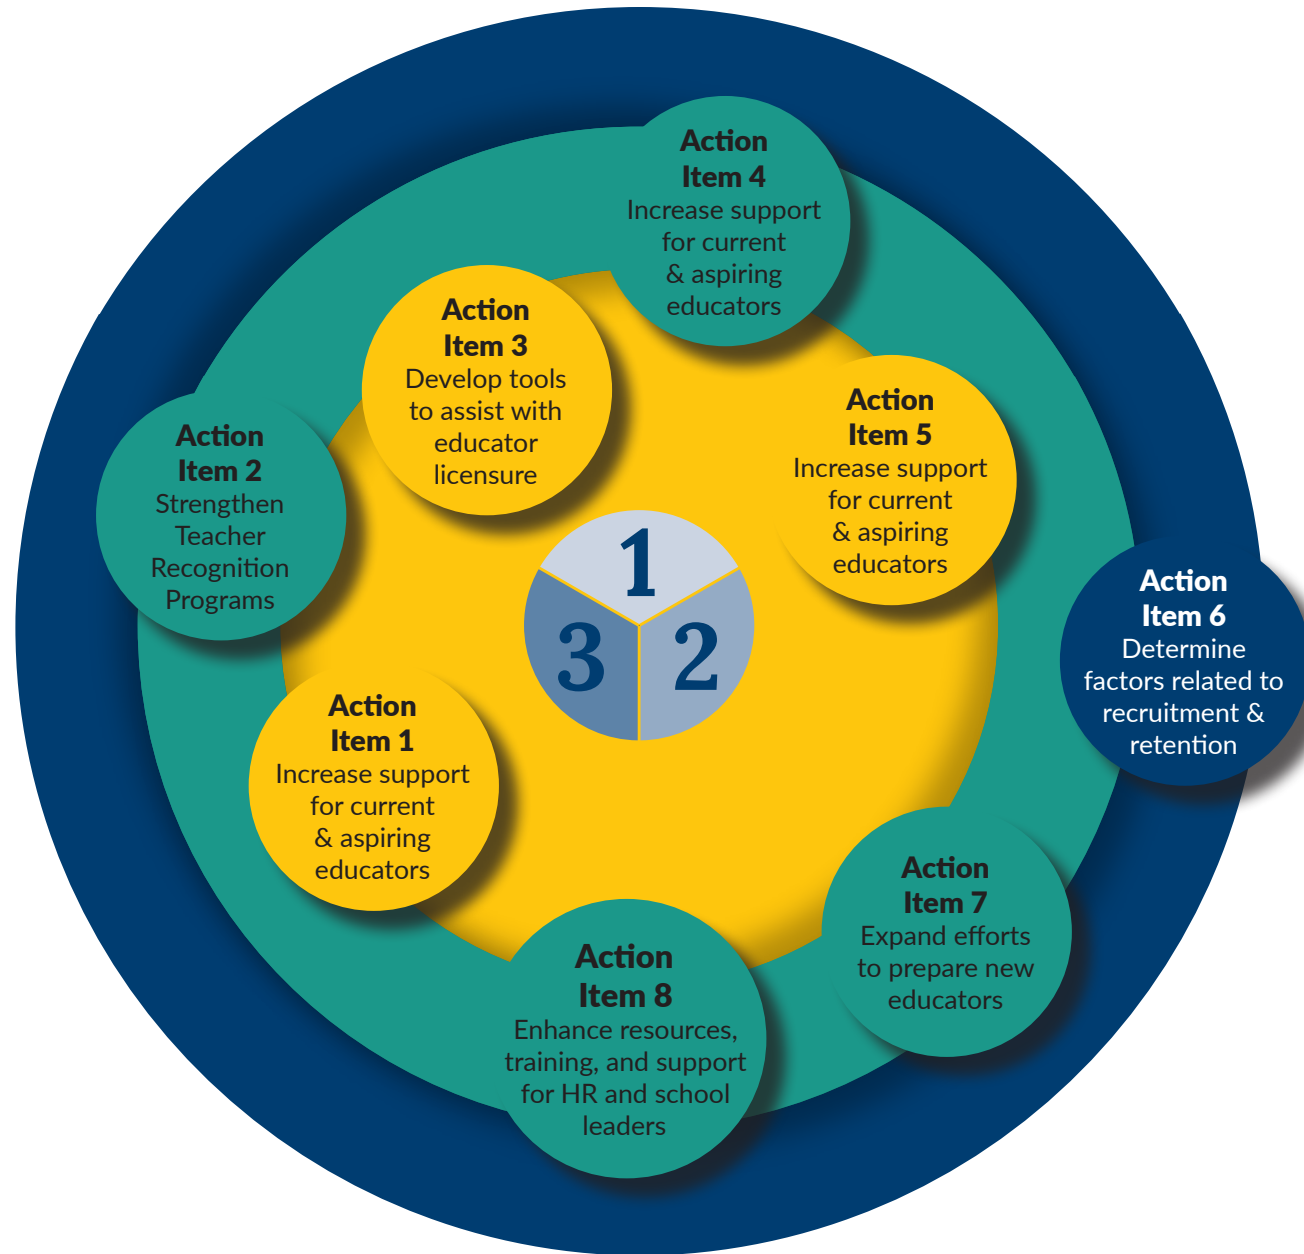 Action
Item 4
Increase support
for current
& aspiring
educators
Action
Item 3
Develop tools
to assist with
educator
licensure
Action
Item 5
Increase support
for current
& aspiring
educators
Action
Item 2
Strengthen
Teacher
Recognition
Programs
1
2
3
Action
Item 6
Determine
factors related to
recruitment &
retention
Action
Item 1
Increase support
for current
& aspiring
educators
Action
Item 7
Expand efforts
to prepare new
educators
Action
Item 8
Enhance resources,
training, and support
for HR and school
leaders